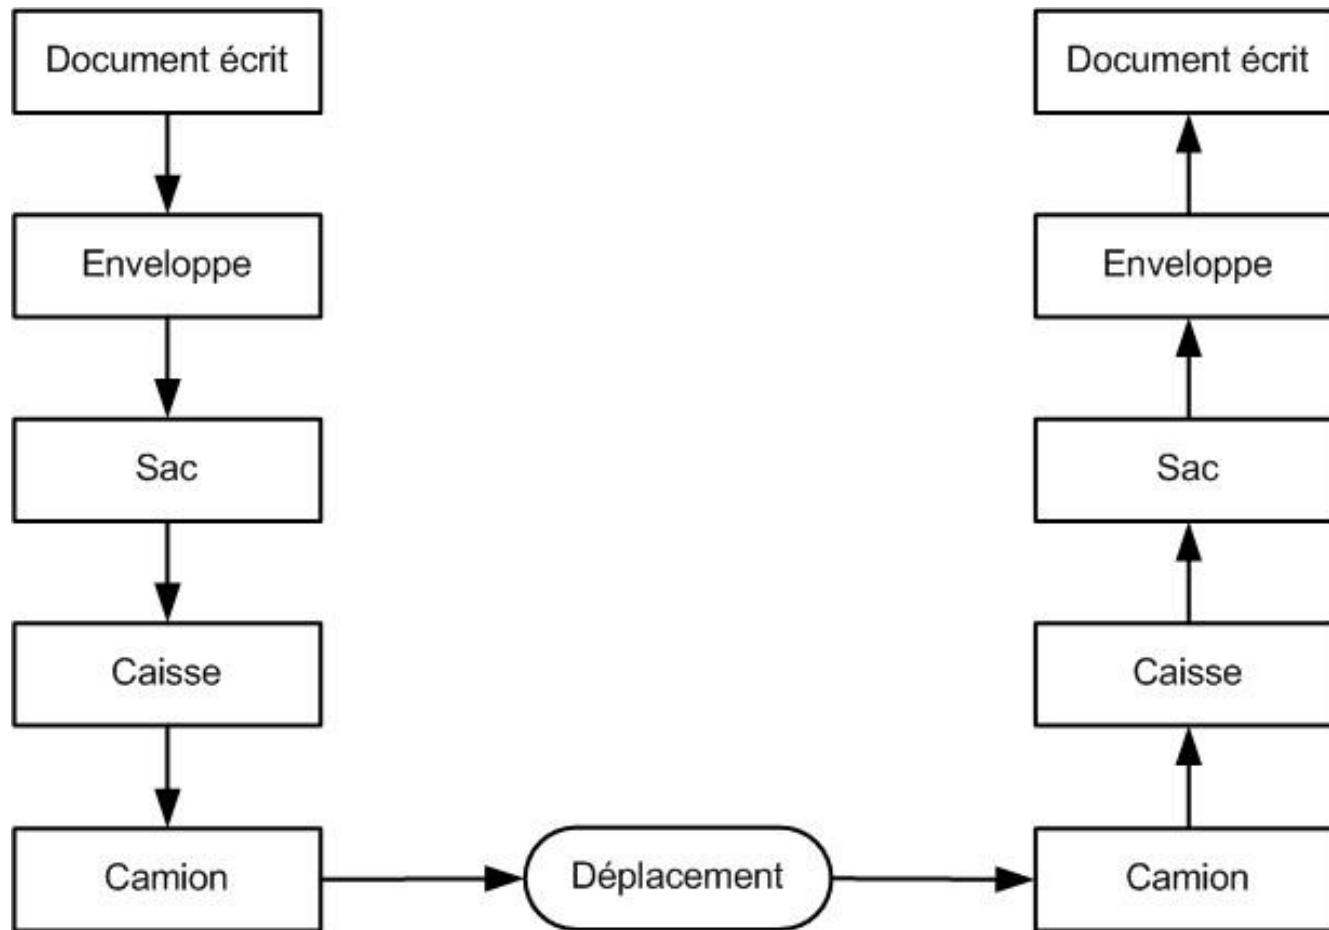 Document écrit
Document écrit
Enveloppe
Enveloppe
Sac
Sac
Caisse
Caisse
Camion
Déplacement
Camion